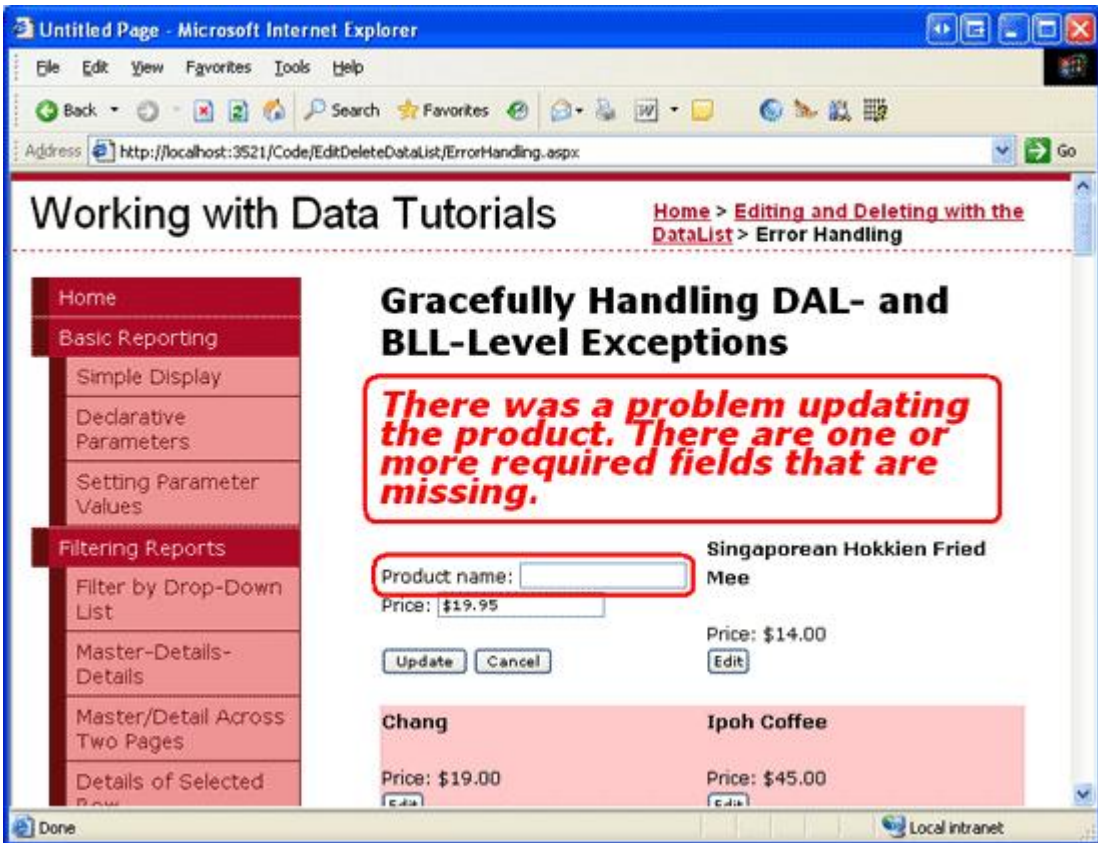 Untitled Page - Microsoft Internet Explorer
File Edit View Favorites Tools Help
Back Search Favorites
Address http://localhost:3521/Code/EditDeleteDataList/ErrorHandling.aspx Go
Working with Data Tutorials
Home > Editing and Deleting with the
DataList > Error Handling
Home
Basic Reporting
Simple Display
Declarative
Parameters
Setting Parameter
Values
Filtering Reports
Filter by Drop-Down
List
Master-Details-
Details
Master/Detail Across
Two Pages
Details of Selected
Row
Gracefully Handling DAL- and
BLL-Level Exceptions
There was a problem updating
the product. There are one or
more required fields that are
missing.
Product name:
Price: $19.95
Update Cancel
Singaporean Hokkien Fried
Mee
Price: $14.00
Edit
Chang
Price: $19.00
Edit
Ipoh Coffee
Price: $45.00
Edit
Done
Local intranet